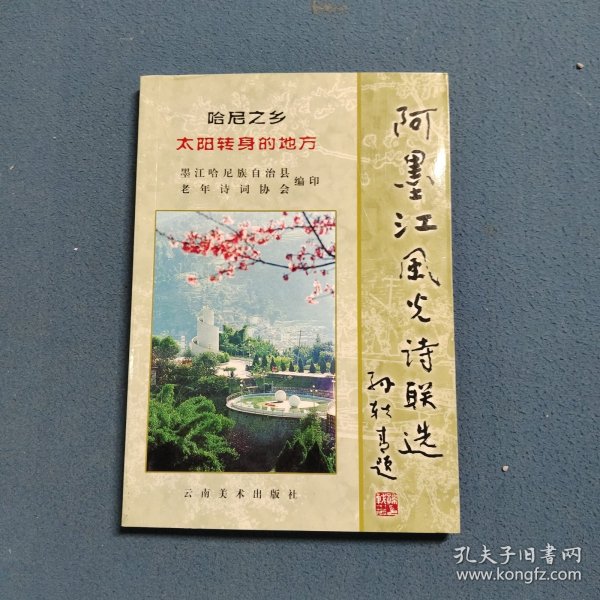 哈尼之乡
太阳转身的地方
墨江哈尼族自治县
老年诗词协会
编印
阿墨江风光诗联选
云南美术出版社
孔夫子旧书网
www.kongfz.com